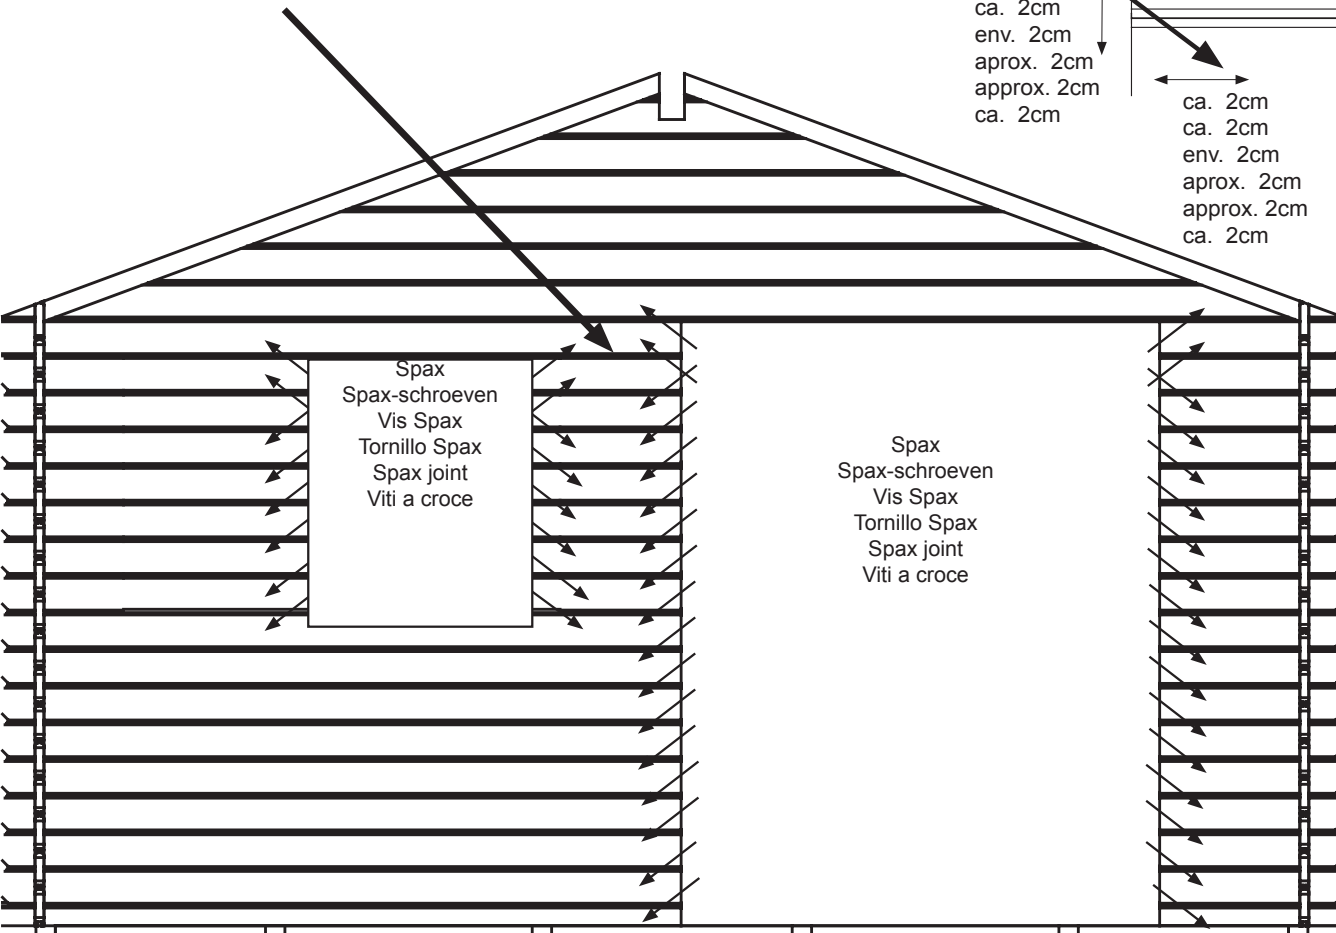 ca. 2cm
env. 2cm
aprox. 2cm
approx. 2cm
ca. 2cm
ca. 2cm
ca. 2cm
env. 2cm
aprox. 2cm
approx. 2cm
ca. 2cm
Spax
Spax-schroeven
Vis Spax
Tornillo Spax
Spax joint
Viti a croce
Spax
Spax-schroeven
Vis Spax
Tornillo Spax
Spax joint
Viti a croce